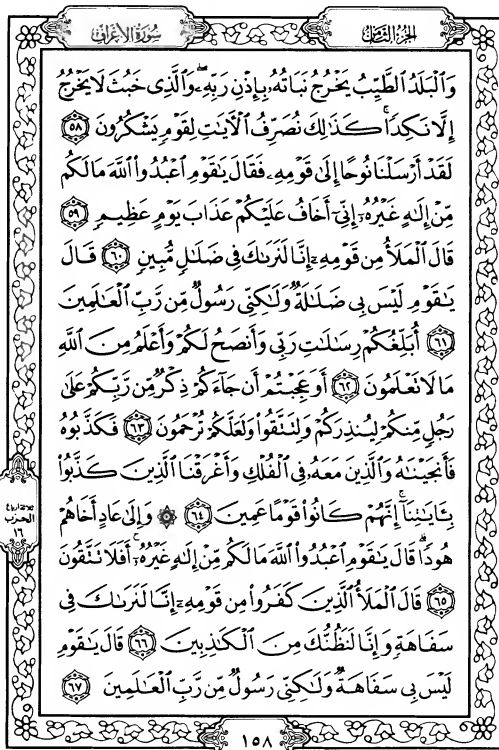 الجزء الثامن
سورة الأعراف
وَٱلْبَلَدُ ٱلطَّيِّبُ يَخْرُجُ نَبَاتُهُۥ بِإِذْنِ رَبِّهِۦۖ وَٱلَّذِى خَبُثَ لَا يَخْرُجُ
إِلَّا نَكِدًاۚ كَذَٰلِكَ نُصَرِّفُ ٱلْءَايَٰتِ لِقَوْمٍ يَشْكُرُونَ ٥٨
لَقَدْ أَرْسَلْنَا نُوحًا إِلَىٰ قَوْمِهِۦ فَقَالَ يَٰقَوْمِ ٱعْبُدُوا۟ ٱللَّهَ مَا لَكُم
مِّنْ إِلَٰهٍ غَيْرُهُۥٓ إِنِّىٓ أَخَافُ عَلَيْكُمْ عَذَابَ يَوْمٍ عَظِيمٍ ٥٩
قَالَ ٱلْمَلَأُ مِن قَوْمِهِۦٓ إِنَّا لَنَرَىٰكَ فِى ضَلَٰلٍ مُّبِينٍ ٦٠ قَالَ
يَٰقَوْمِ لَيْسَ بِى ضَلَٰلَةٌ وَلَٰكِنِّى رَسُولٌ مِّن رَّبِّ ٱلْعَٰلَمِينَ
٦١ أُبَلِّغُكُمْ رِسَٰلَٰتِ رَبِّى وَأَنصَحُ لَكُمْ وَأَعْلَمُ مِنَ ٱللَّهِ
مَا لَا تَعْلَمُونَ ٦٢ أَوَعَجِبْتُمْ أَن جَآءَكُمْ ذِكْرٌ مِّن رَّبِّكُمْ عَلَىٰ
رَجُلٍ مِّنكُمْ لِيُنذِرَكُمْ وَلِتَتَّقُوا۟ وَلَعَلَّكُمْ تُرْحَمُونَ ٦٣ فَكَذَّبُوهُ
فَأَنجَيْنَٰهُ وَٱلَّذِينَ مَعَهُۥ فِى ٱلْفُلْكِ وَأَغْرَقْنَا ٱلَّذِينَ كَذَّبُوا۟
بِـَٔايَٰتِنَآۚ إِنَّهُمْ كَانُوا۟ قَوْمًا عَمِينَ ٦٤ ۞ وَإِلَىٰ عَادٍ أَخَاهُمْ
هُودًاۗ قَالَ يَٰقَوْمِ ٱعْبُدُوا۟ ٱللَّهَ مَا لَكُم مِّنْ إِلَٰهٍ غَيْرُهُۥٓۚ أَفَلَا تَتَّقُونَ
٦٥ قَالَ ٱلْمَلَأُ ٱلَّذِينَ كَفَرُوا۟ مِن قَوْمِهِۦٓ إِنَّا لَنَرَىٰكَ فِى
سَفَاهَةٍ وَإِنَّا لَنَظُنُّكَ مِنَ ٱلْكَٰذِبِينَ ٦٦ قَالَ يَٰقَوْمِ
لَيْسَ بِى سَفَاهَةٌ وَلَٰكِنِّى رَسُولٌ مِّن رَّبِّ ٱلْعَٰلَمِينَ ٦٧
الحزب
١٦
١٥٨